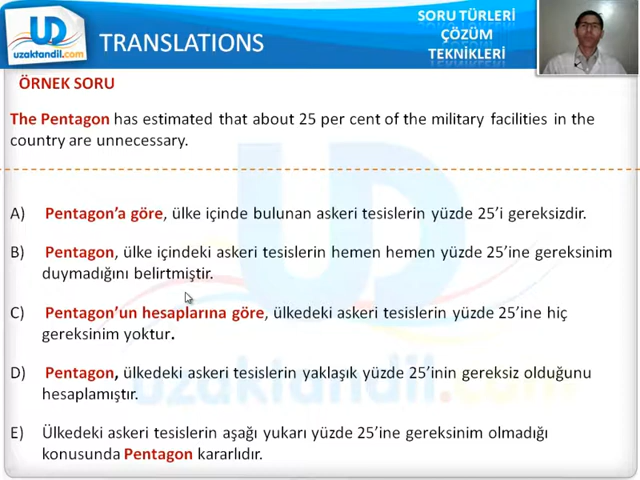 UD
uzaktandil.com
TRANSLATIONS
SORU TÜRLERİ
ÇÖZÜM
TEKNİKLERİ
ÖRNEK SORU
The Pentagon has estimated that about 25 per cent of the military facilities in the
country are unnecessary.
A) Pentagon’a göre, ülke içinde bulunan askeri tesislerin yüzde 25’i gereksizdir.
B) Pentagon, ülke içindeki askeri tesislerin hemen hemen yüzde 25’ine gereksinim
duymadığını belirtmiştir.
C) Pentagon’un hesaplarına göre, ülkedeki askeri tesislerin yüzde 25’ine hiç
gereksinim yoktur.
D) Pentagon, ülkedeki askeri tesislerin yaklaşık yüzde 25’inin gereksiz olduğunu
hesaplamıştır.
E) Ülkedeki askeri tesislerin aşağı yukarı yüzde 25’ine gereksinim olmadığı
konusunda Pentagon kararlıdır.
UD
uzaktandil.com